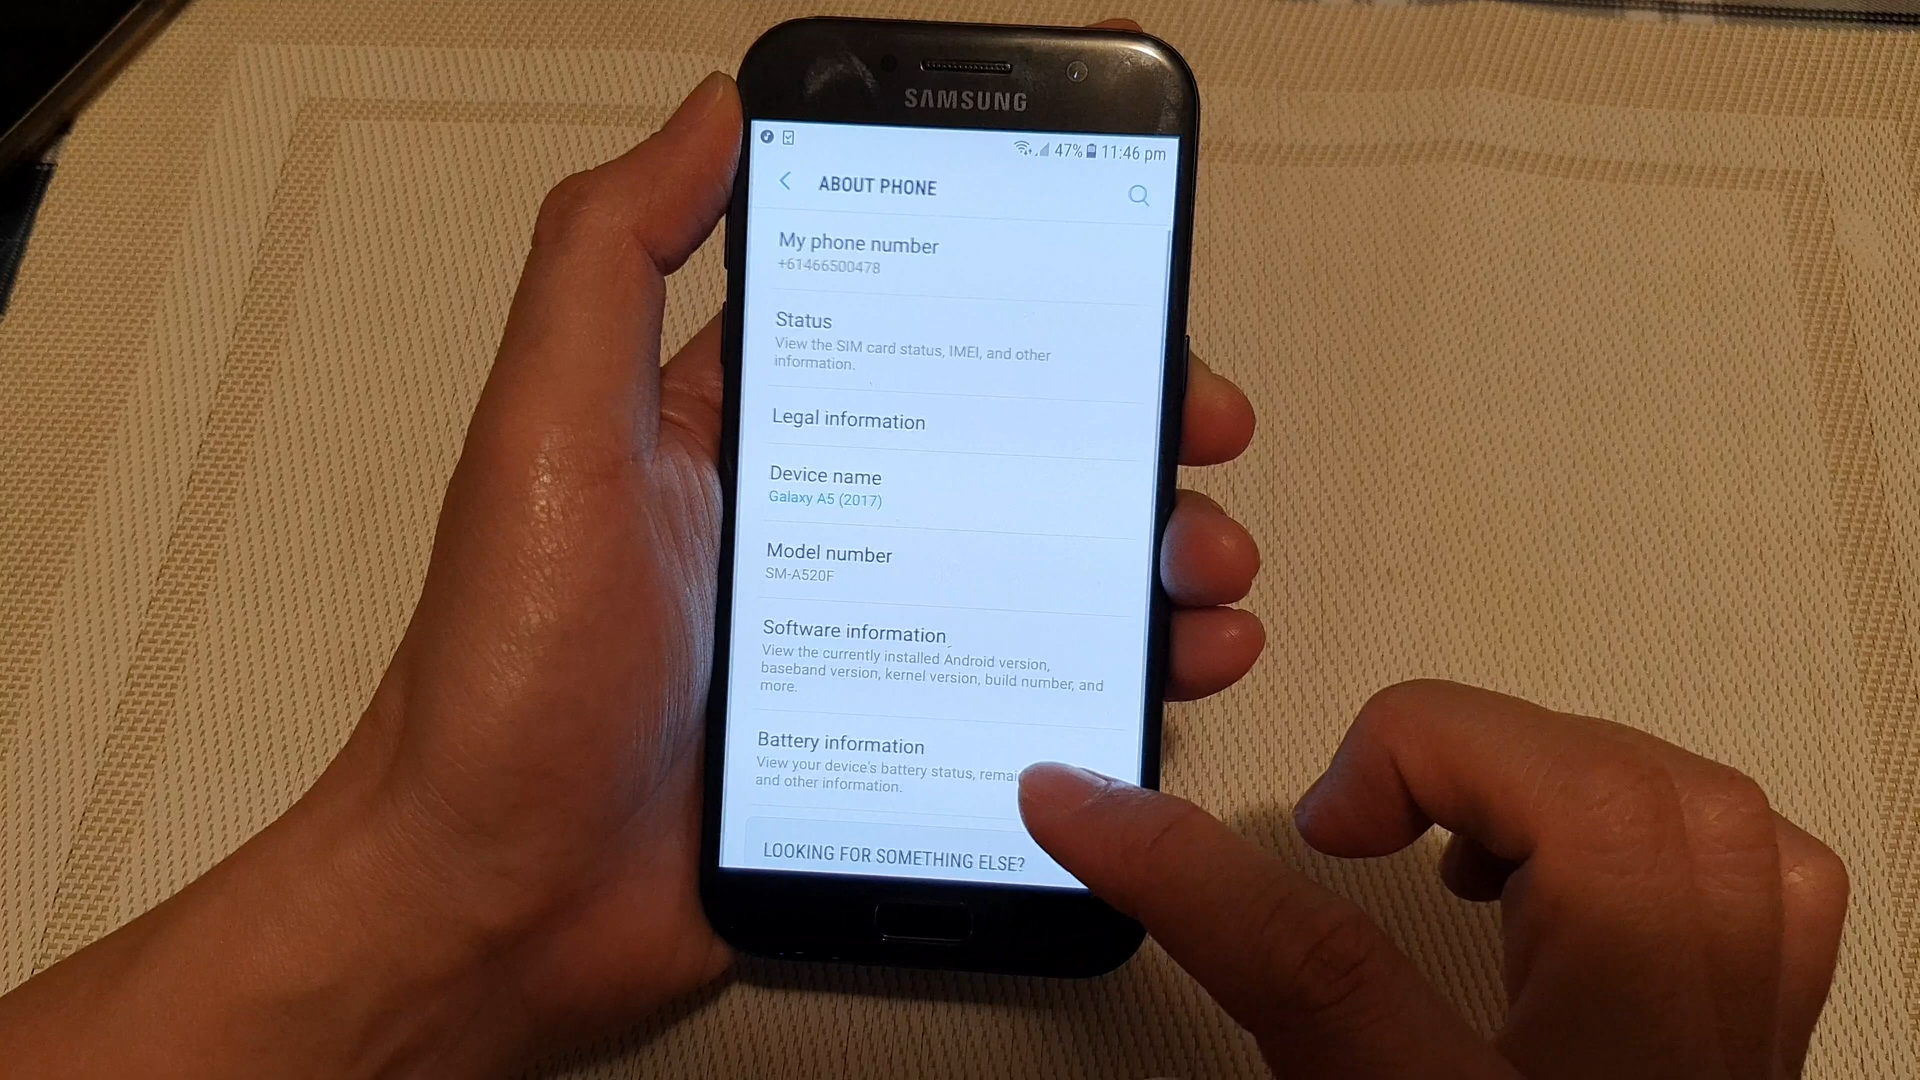 SAMSUNG
47% 11:46 pm
ABOUT PHONE
My phone number
+61466500478
Status
View the SIM card status, IMEI, and other
information.
Legal information
Device name
Galaxy A5 (2017)
Model number
SM-A520F
Software information
View the currently installed Android version,
baseband version, kernel version, build number, and
more.
Battery information
View your device's battery status, remai
and other information.
LOOKING FOR SOMETHING ELSE?